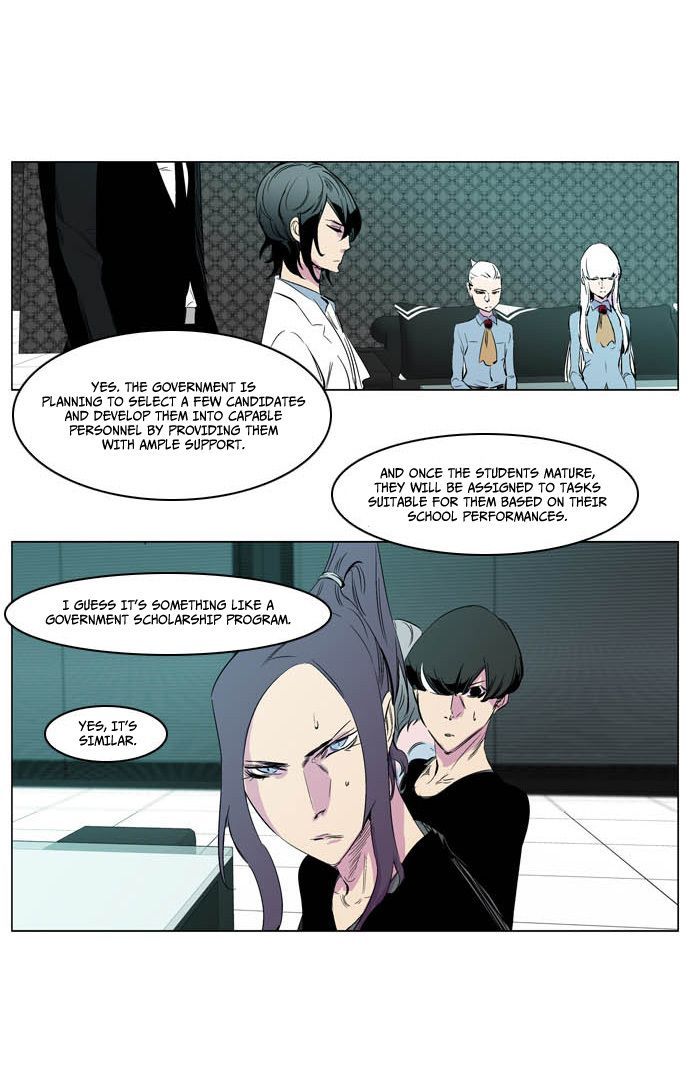 YES. THE GOVERNMENT IS
PLANNING TO SELECT A FEW CANDIDATES
AND DEVELOP THEM INTO CAPABLE
PERSONNEL BY PROVIDING THEM
WITH AMPLE SUPPORT.
AND ONCE THE STUDENTS MATURE,
THEY WILL BE ASSIGNED TO TASKS
SUITABLE FOR THEM BASED ON THEIR
SCHOOL PERFORMANCES.
I GUESS IT'S SOMETHING LIKE A
GOVERNMENT SCHOLARSHIP PROGRAM.
YES, IT'S
SIMILAR.